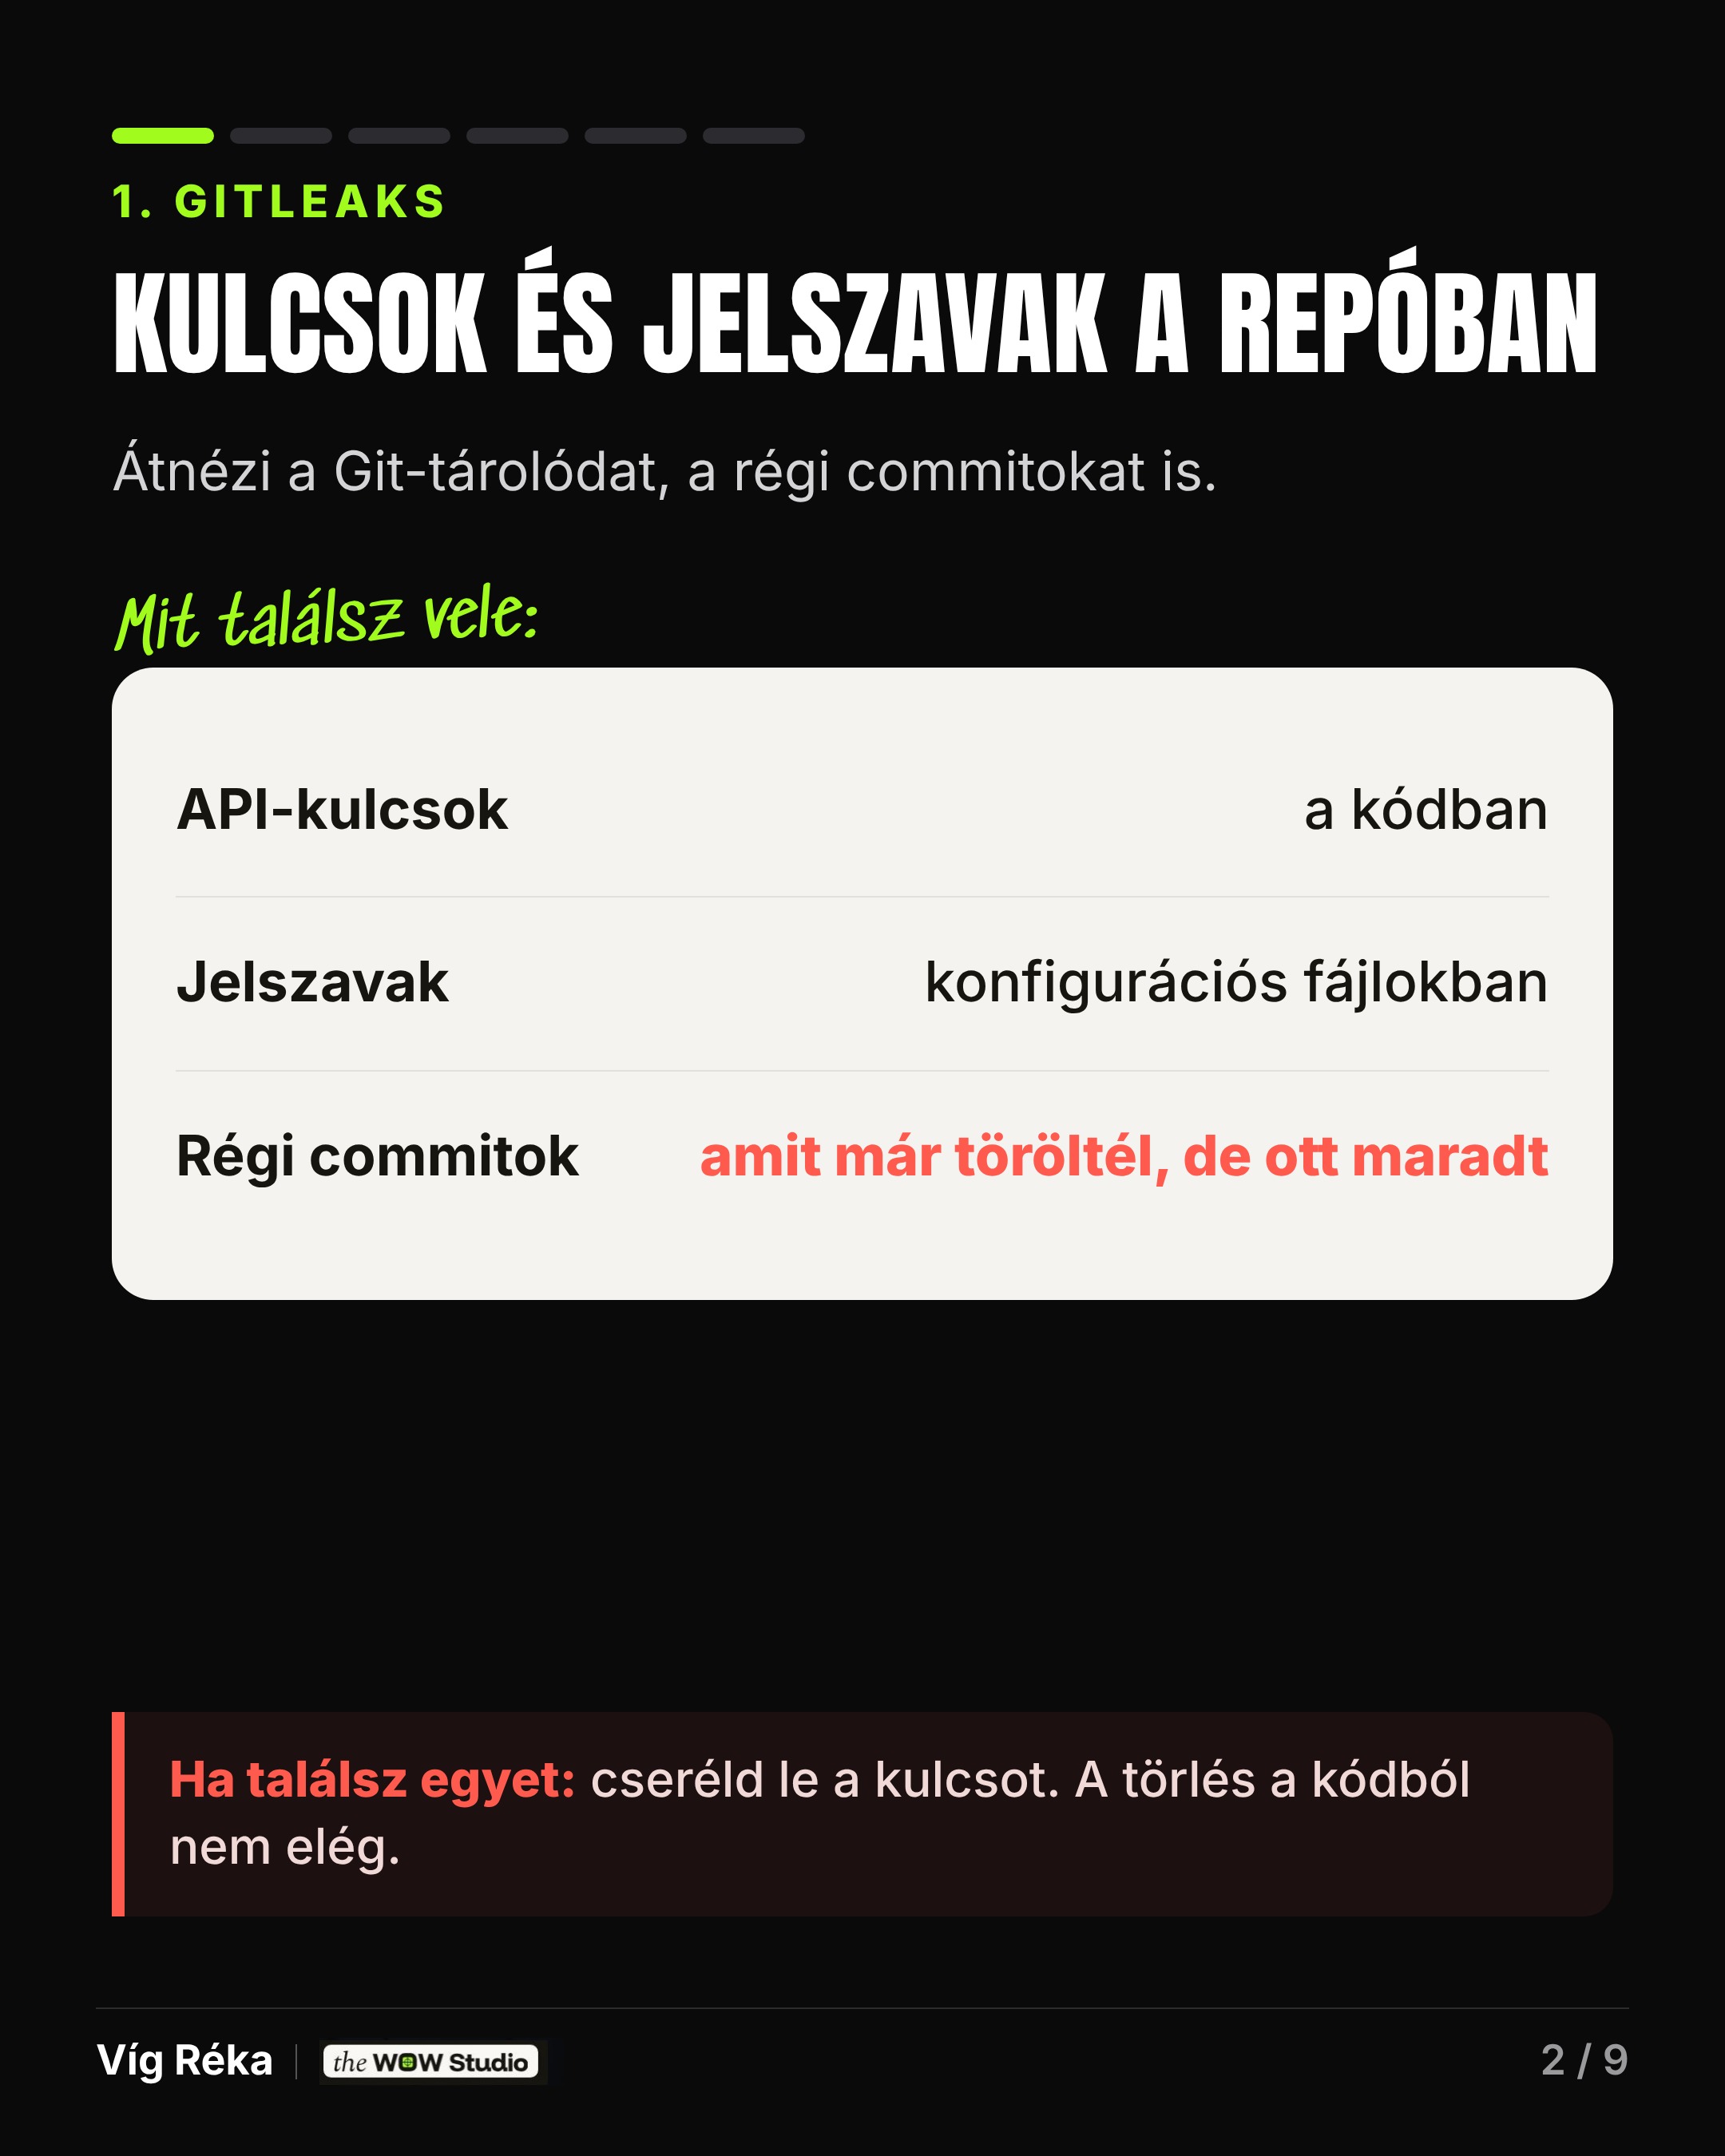 1. GITLEAKS
KULCSOK ÉS JELSZAVAK A REPÓBAN
Átnézi a Git-tárolódat, a régi commitokat is.
Mit találsz vele:
API-kulcsok a kódban
Jelszavak konfigurációs fájlokban
Régi commitok amit már töröltél, de ott maradt
Ha találsz egyet: cseréld le a kulcsot. A törlés a kódból
nem elég.
Víg Réka the WOW Studio 2 / 9